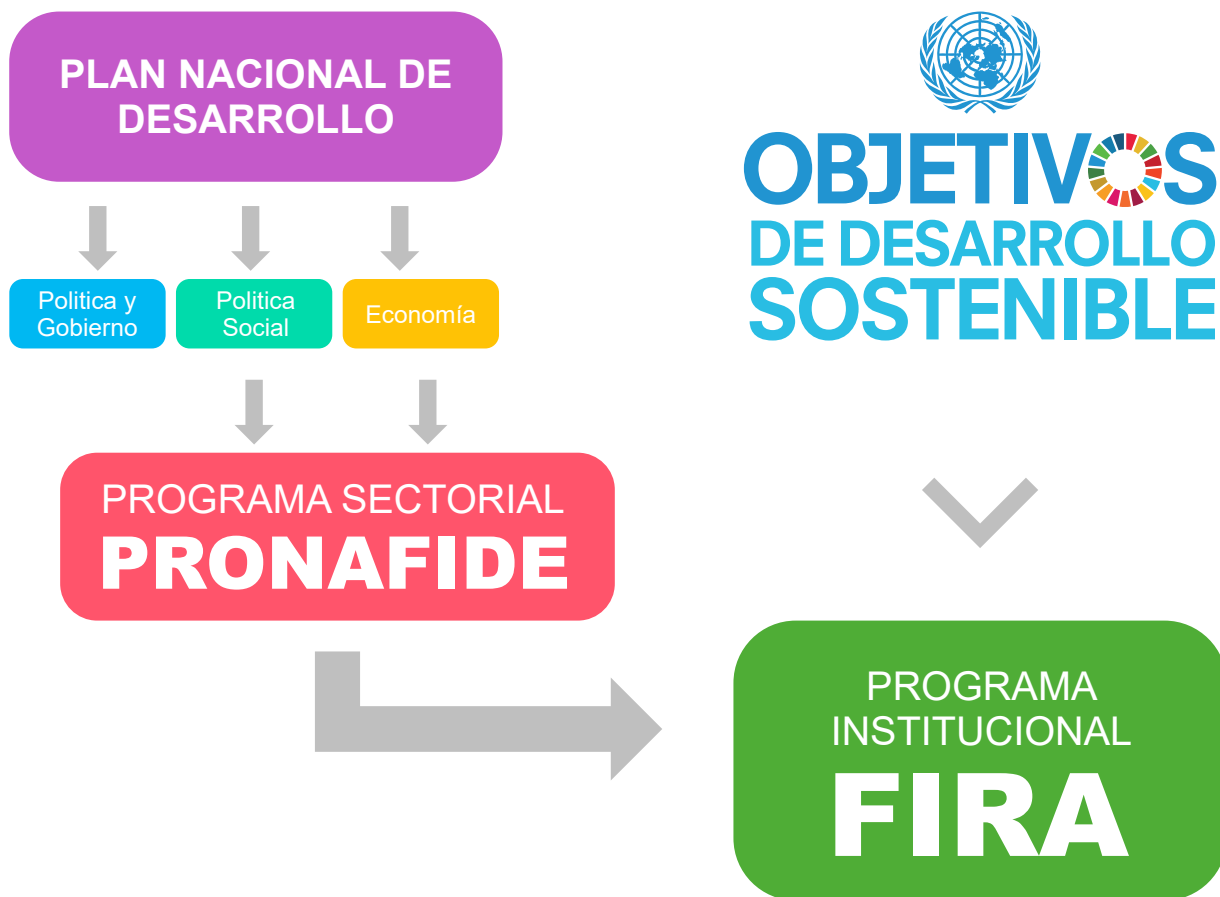 PLAN NACIONAL DE
DESARROLLO
Politica y
Gobierno
Politica
Social
Economía
PROGRAMA SECTORIAL
PRONAFIDE
OBJETIVOS
DE DESARROLLO
SOSTENIBLE
PROGRAMA
INSTITUCIONAL
FIRA